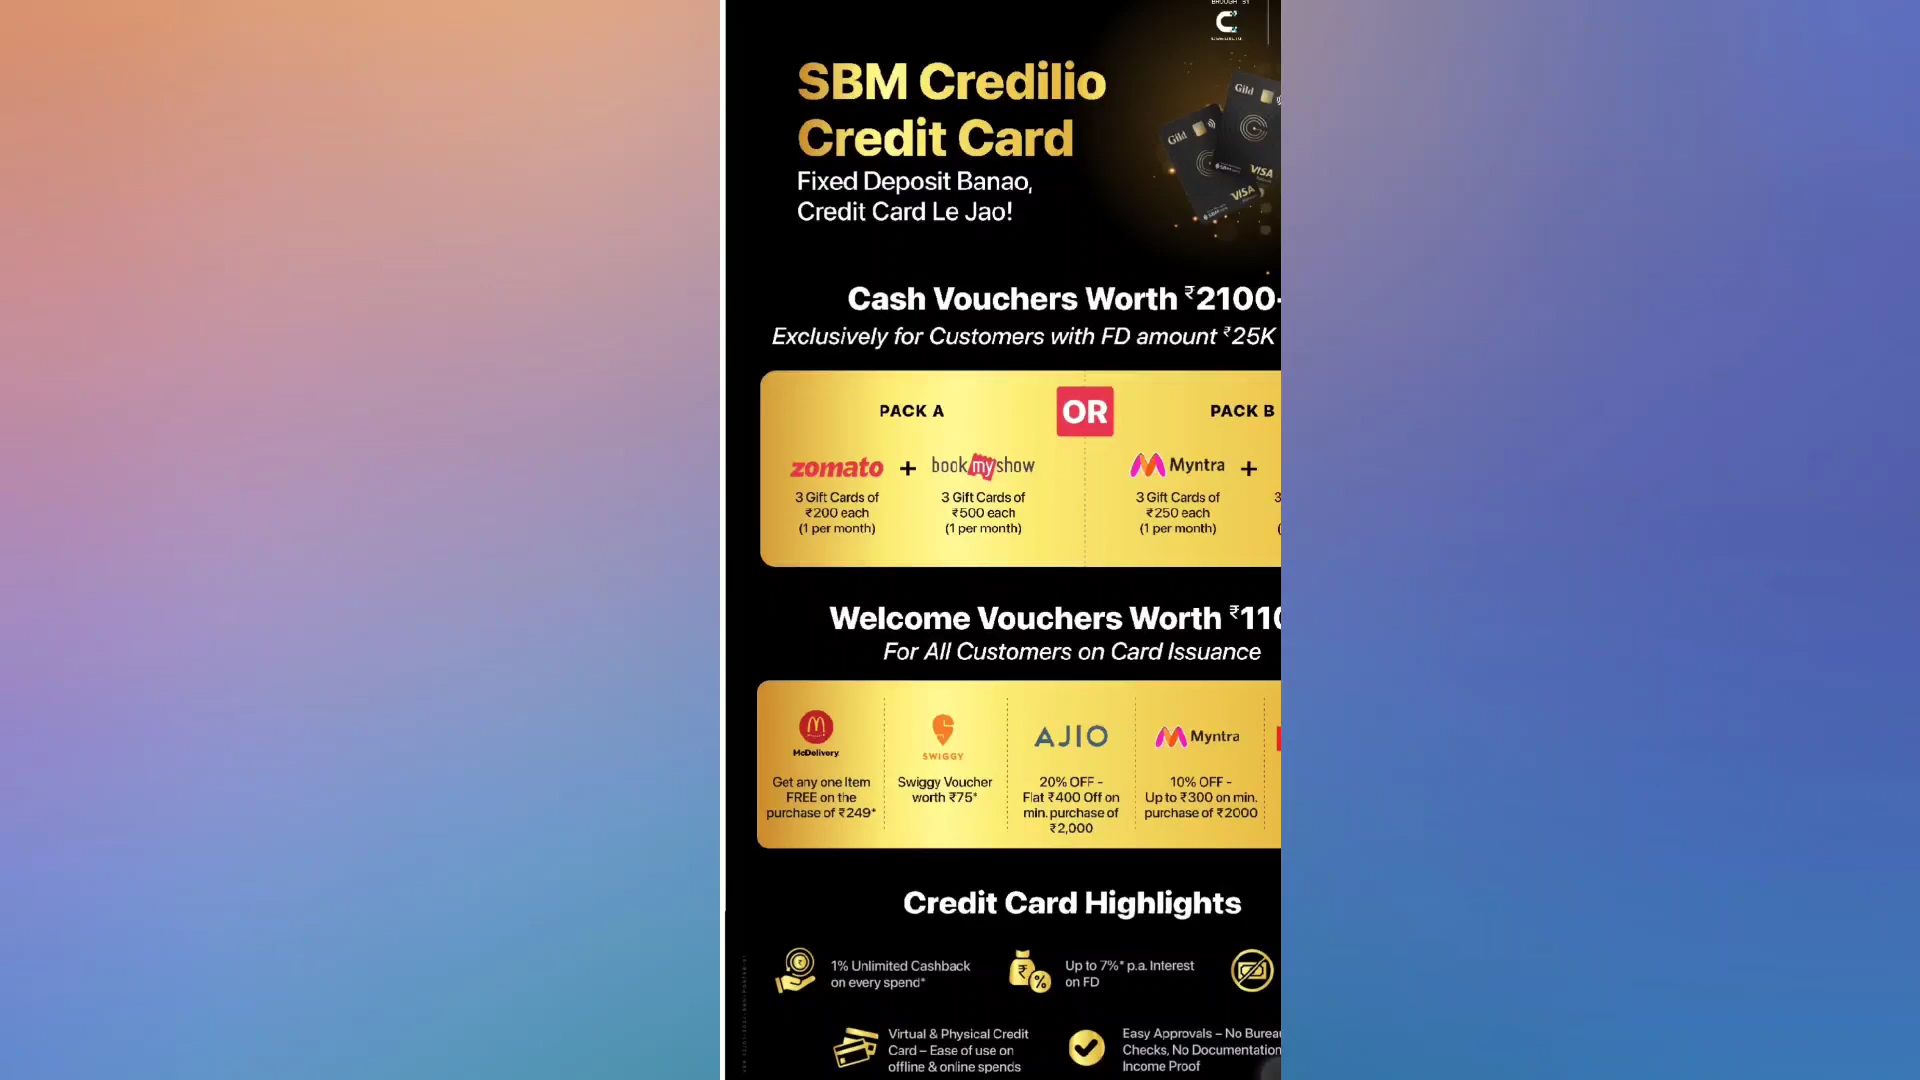 SBM Credilio
Credit Card
Fixed Deposit Banao,
Credit Card Le Jao!
Gild
Gild
VISA
VISA
Cash Vouchers Worth ₹2100
Exclusively for Customers with FD amount ₹25K
PACK A
OR
PACK B
zomato + bookmyshow
Myntra +
3 Gift Cards of
₹200 each
(1 per month)
3 Gift Cards of
₹500 each
(1 per month)
3 Gift Cards of
₹250 each
(1 per month)
Welcome Vouchers Worth ₹110
For All Customers on Card Issuance
McDelivery
Get any one Item
FREE on the
purchase of ₹249*
SWIGGY
Swiggy Voucher
worth ₹75*
AJIO
20% OFF -
Flat ₹400 Off on
min. purchase of
₹2,000
Myntra
10% OFF -
Up to ₹300 on min.
purchase of ₹2000
Credit Card Highlights
1% Unlimited Cashback
on every spend*
Up to 7%* p.a. Interest
on FD
Virtual & Physical Credit
Card – Ease of use on
offline & online spends
Easy Approvals – No Burea
Checks, No Documentation
Income Proof